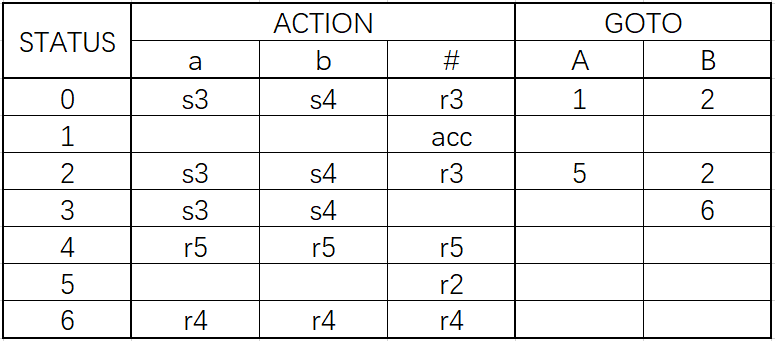 STATUS ACTION GOTO
a b # A B
0 s3 s4 r3 1 2
1 acc
2 s3 s4 r3 5 2
3 s3 s4 6
4 r5 r5 r5
5 r2
6 r4 r4 r4